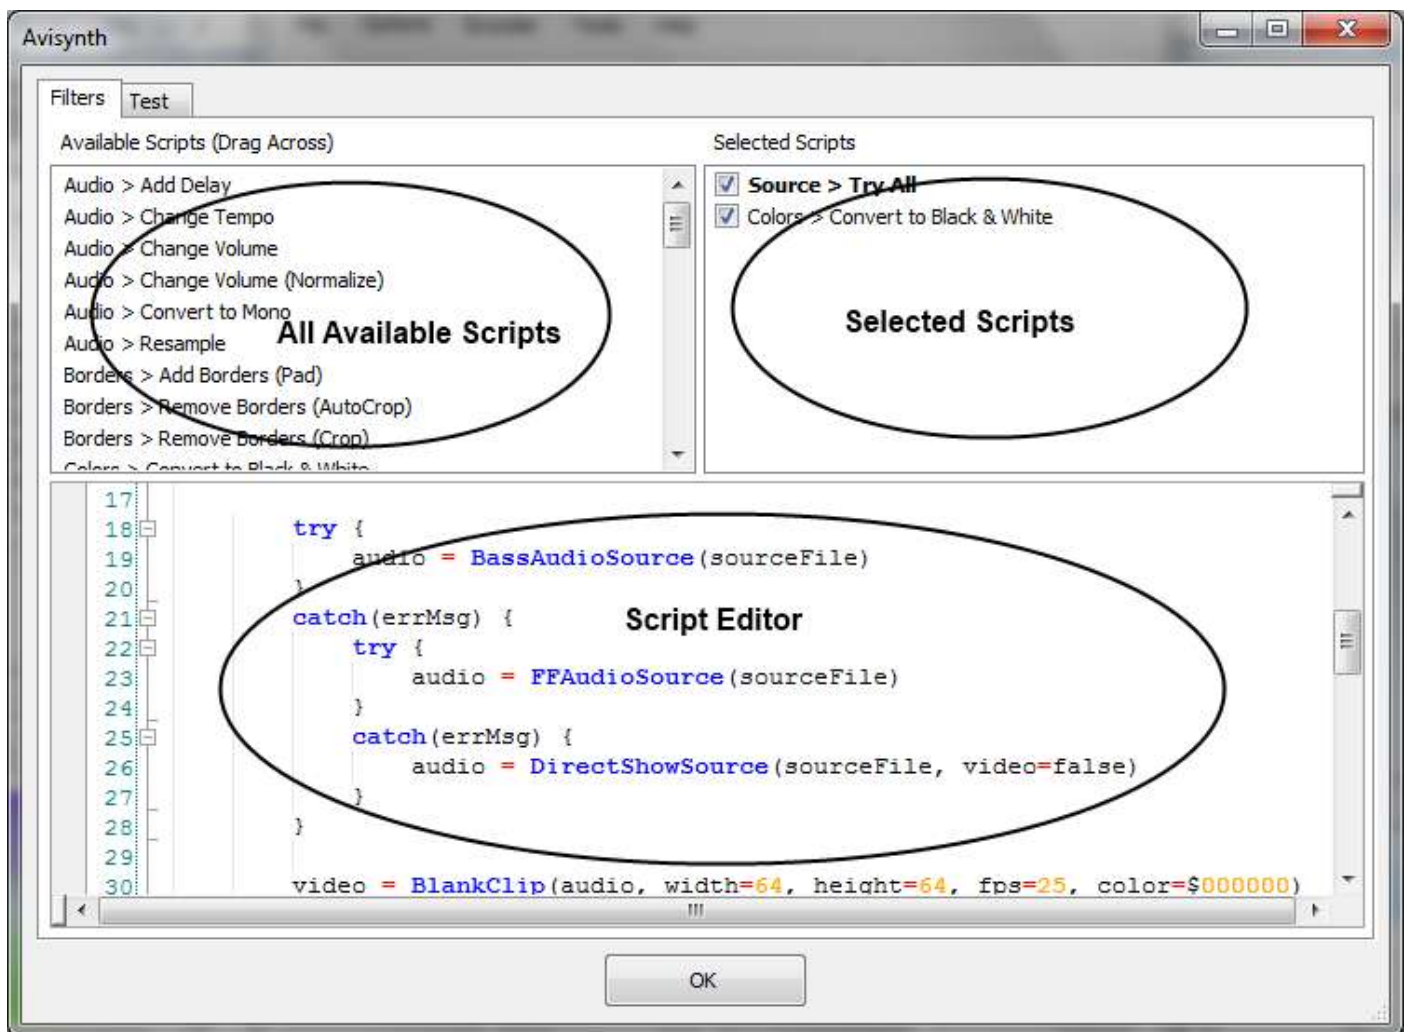 Avisynth
Filters
Test
Available Scripts (Drag Across)
Audio > Add Delay
Audio > Change Tempo
Audio > Change Volume
Audio > Change Volume (Normalize)
Audio > Convert to Mono
Audio > Resample
Borders > Add Borders (Pad)
Borders > Remove Borders (AutoCrop)
Borders > Remove Borders (Crop)
Colors > Convert to Black & White
All Available Scripts
Selected Scripts
Source > Try All
Colors > Convert to Black & White
Selected Scripts
17
18 try {
19 audio = BassAudioSource(sourceFile)
20 }
21 catch(errMsg) {
22 try {
23 audio = FFAudioSource(sourceFile)
24 }
25 catch(errMsg) {
26 audio = DirectShowSource(sourceFile, video=false)
27 }
28 }
29
30 video = BlankClip(audio, width=64, height=64, fps=25, color=$000000)
Script Editor
OK